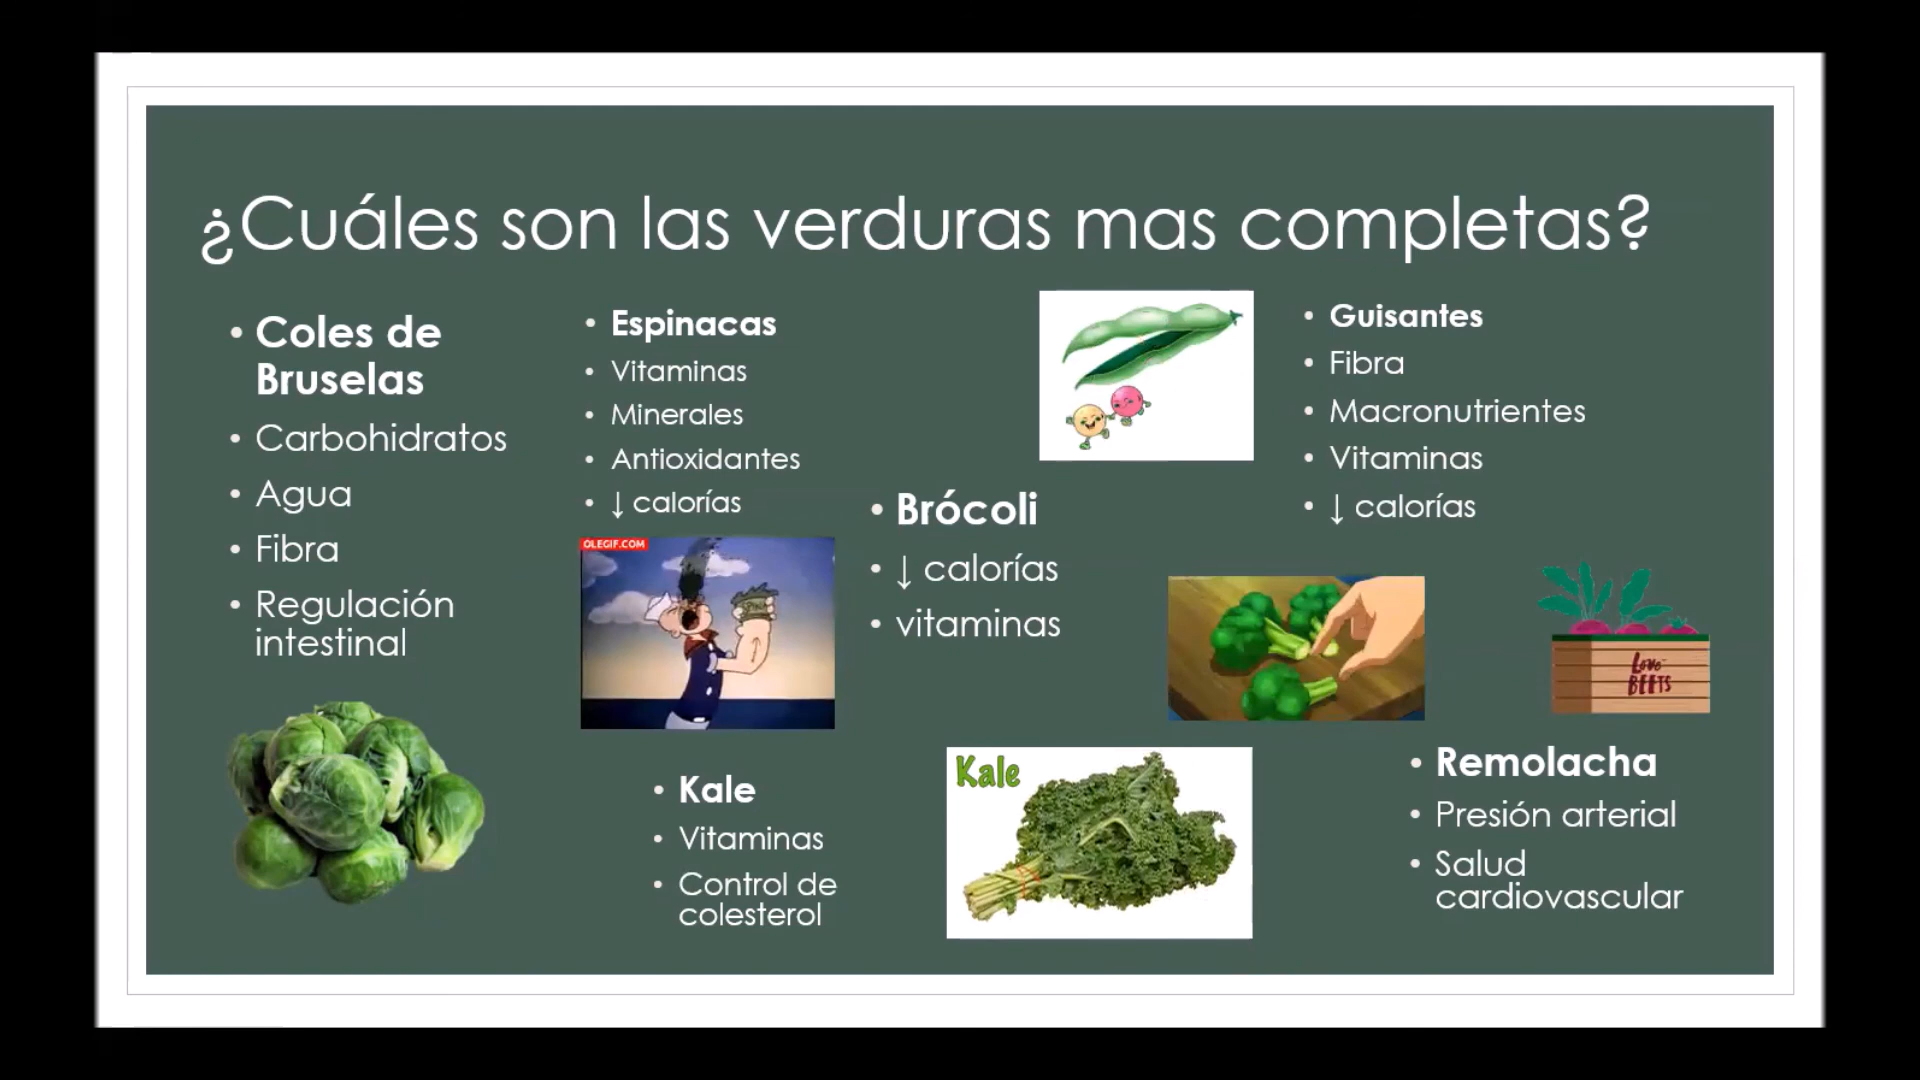 ¿Cuáles son las verduras mas completas?
• Coles de
Bruselas
• Carbohidratos
• Agua
• Fibra
• Regulación
intestinal
• Espinacas
• Vitaminas
• Minerales
• Antioxidantes
• ↓ calorías
OLEGIF.COM
• Brócoli
• ↓ calorías
• vitaminas
• Guisantes
• Fibra
• Macronutrientes
• Vitaminas
• ↓ calorías
• Kale
• Vitaminas
• Control de
colesterol
Kale
Love
BEETS
• Remolacha
• Presión arterial
• Salud
cardiovascular